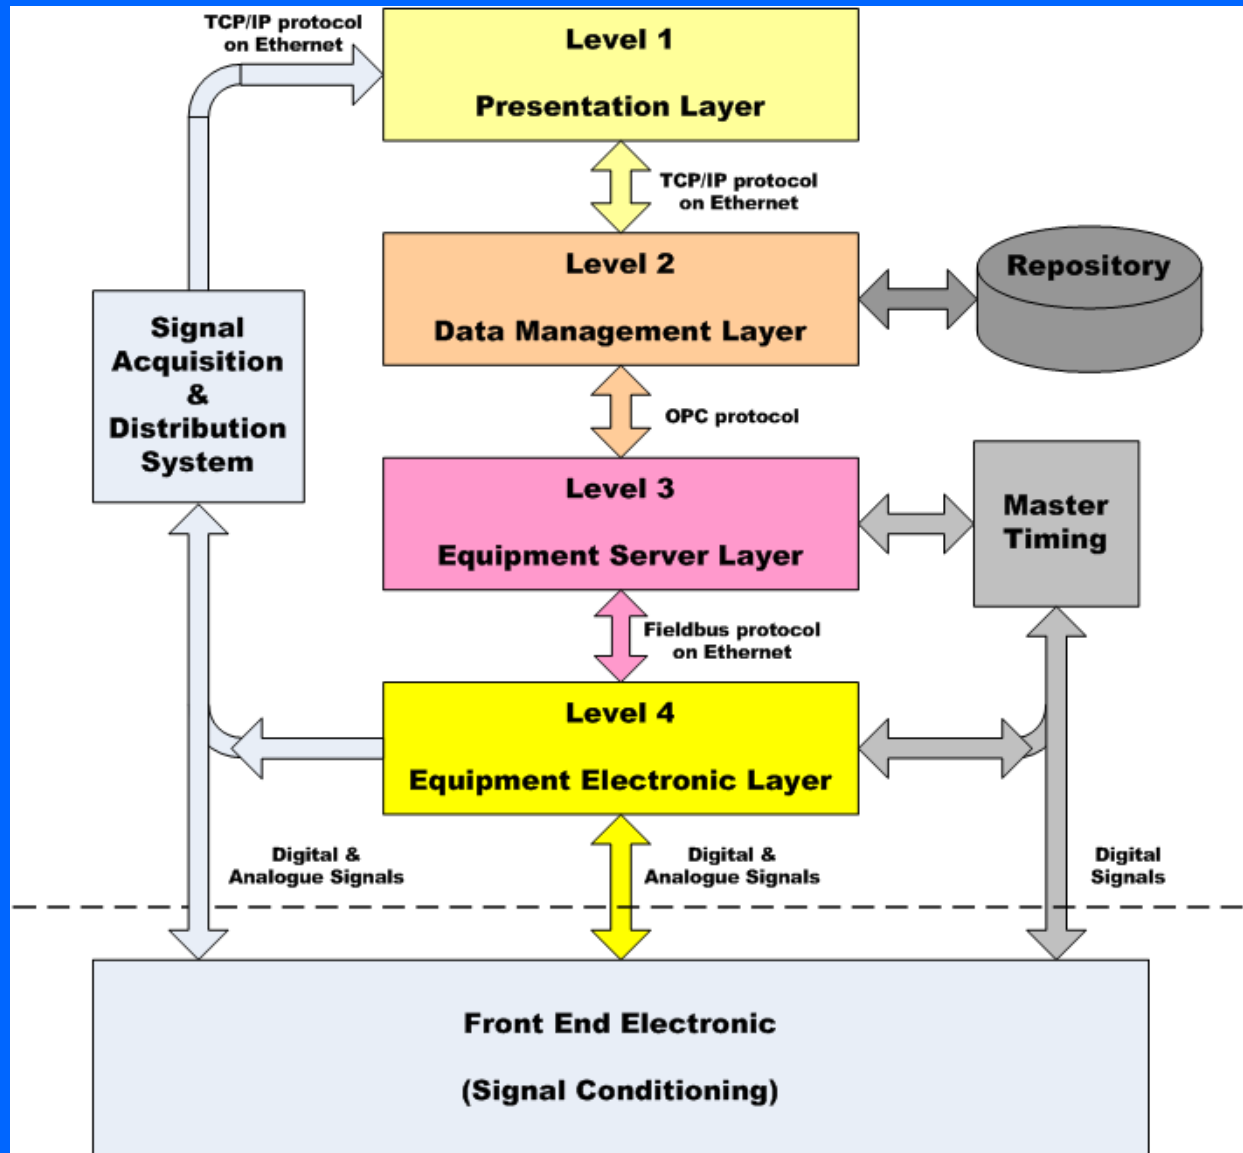 TCP/IP protocol
on Ethernet
Level 1
Presentation Layer
TCP/IP protocol
on Ethernet
Level 2
Data Management Layer
Repository
Signal
Acquisition
&
Distribution
System
OPC protocol
Level 3
Equipment Server Layer
Master
Timing
Fieldbus protocol
on Ethernet
Level 4
Equipment Electronic Layer
Digital &
Analogue Signals
Digital &
Analogue Signals
Digital
Signals
Front End Electronic
(Signal Conditioning)